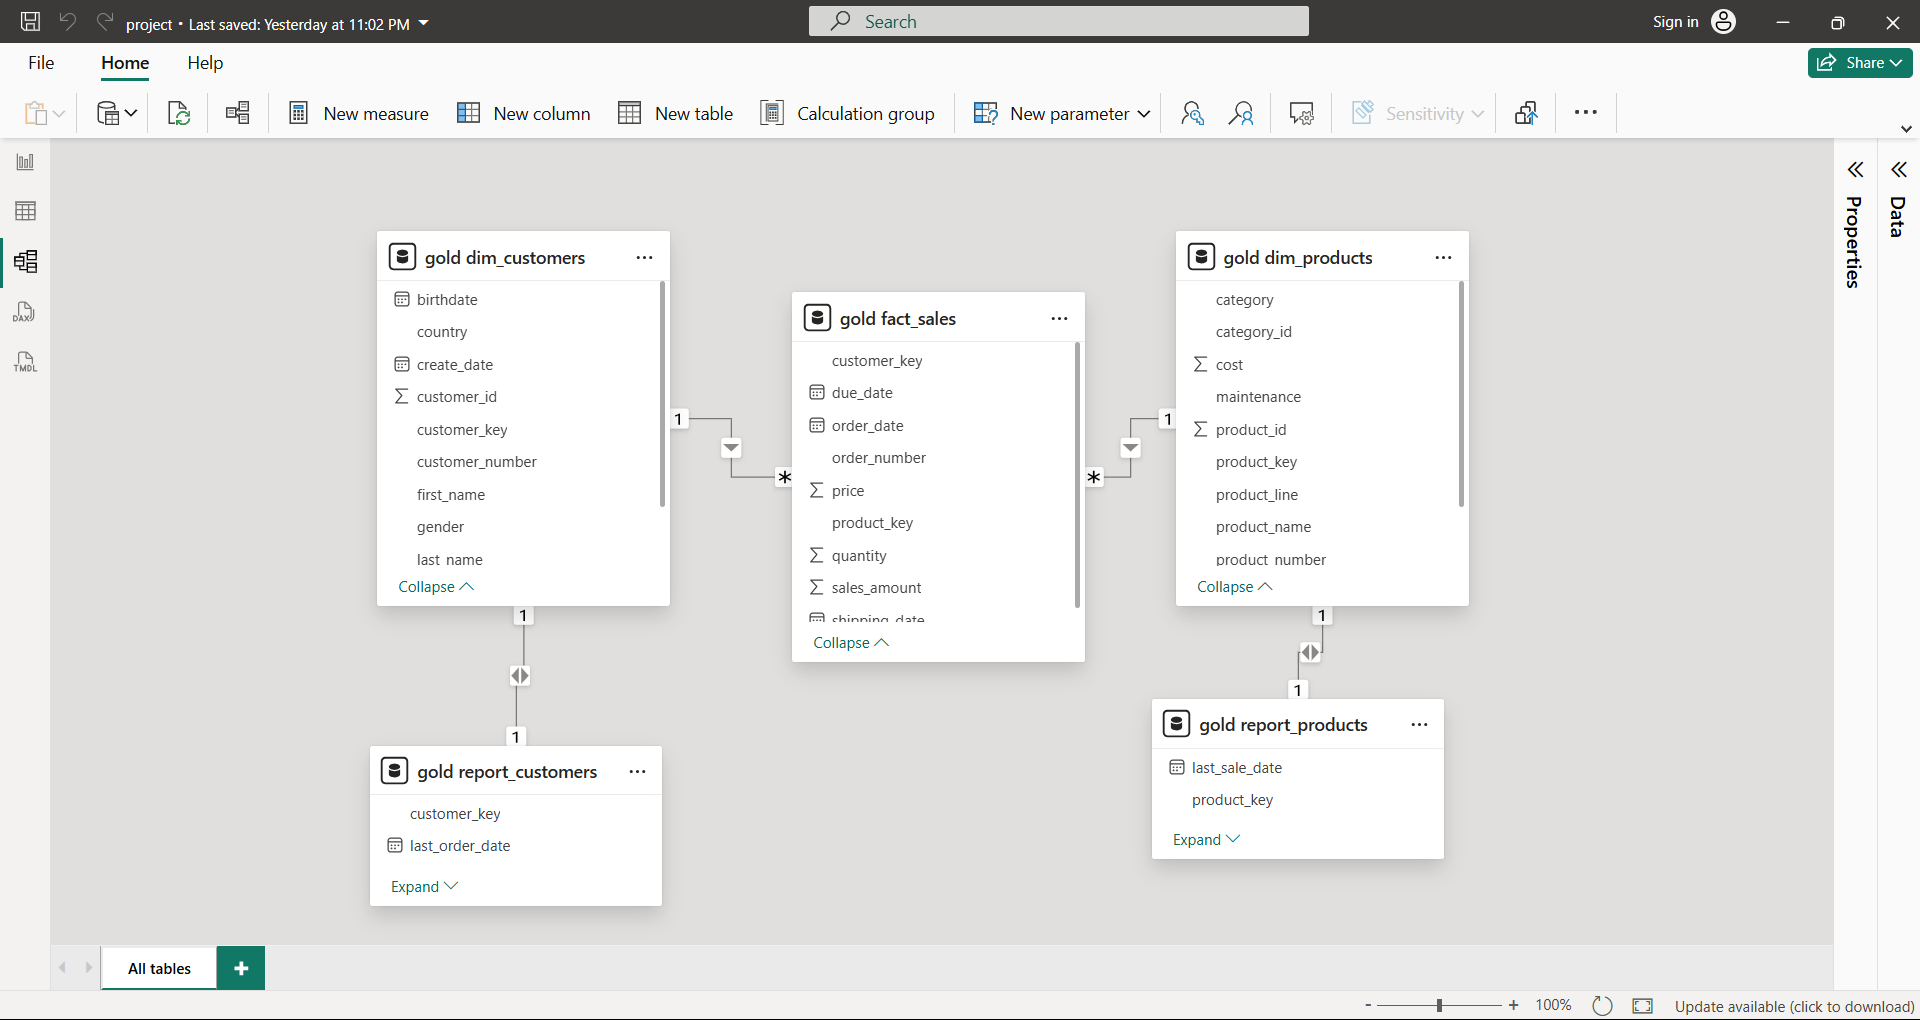 project • Last saved: Yesterday at 11:02 PM
Search
Sign in
File
Home
Help
Share
New measure
New column
New table
Calculation group
New parameter
Sensitivity
Properties
Data
DAX
TMDL
gold dim_customers
birthdate
country
create_date
customer_id
customer_key
customer_number
first_name
gender
last_name
Collapse
1
*
1
1
gold fact_sales
customer_key
due_date
order_date
order_number
price
product_key
quantity
sales_amount
shipping_date
Collapse
gold dim_products
category
category_id
cost
maintenance
product_id
product_key
product_line
product_name
product_number
Collapse
1
*
1
1
gold report_customers
customer_key
last_order_date
Expand
gold report_products
last_sale_date
product_key
Expand
All tables
+
- + 100%
Update available (click to download)